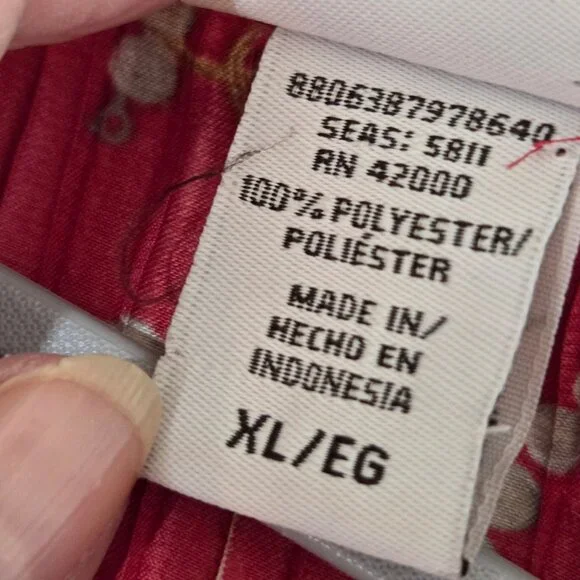 8806387978640
SEAS: 5811
RN 42000
100% POLYESTER/
POLIÉSTER
MADE IN/
HECHO EN
INDONESIA
XL/EG